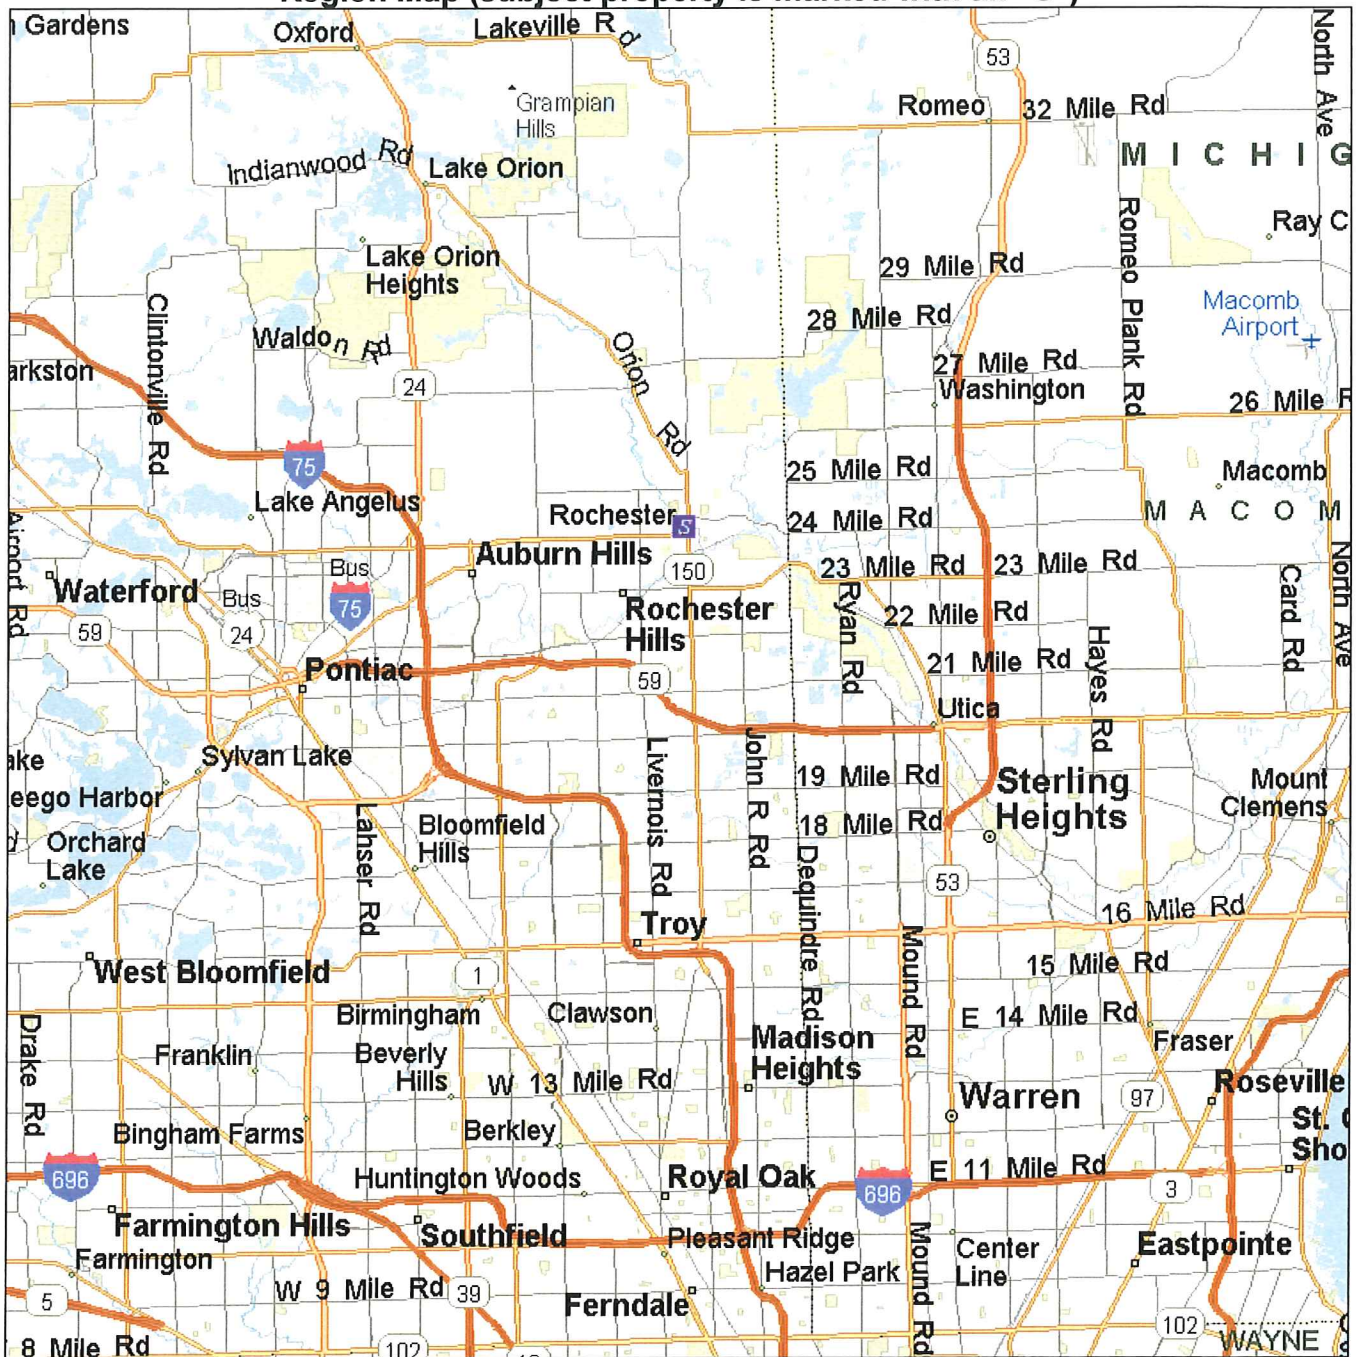 Gardens
Oxford
Lakeville Rd
53
North Ave
Grampian
Hills
Romeo
32 Mile Rd
MICHIG
Indianwood Rd
Lake Orion
Romeo Plank Rd
Ray C
Lake Orion
Heights
29 Mile Rd
Macomb
Airport
Clintonville Rd
28 Mile Rd
Waldon Rd
Orion Rd
27 Mile Rd
Washington
arkston
24
26 Mile R
75
25 Mile Rd
Macomb
Lake Angelus
Rochester
S
24 Mile Rd
MACOM
Airport Rd
Auburn Hills
150
23 Mile Rd
23 Mile Rd
North Ave
Waterford
Bus
75
Bus
24
Rochester
Hills
Ryan Rd
22 Mile Rd
Card Rd
59
Hayes Rd
Pontiac
59
21 Mile Rd
Utica
Sylvan Lake
Livernois Rd
John R Rd
19 Mile Rd
Sterling
Heights
Mount
Clemens
ake
eego Harbor
Lahser Rd
Bloomfield
Hills
18 Mile Rd
Orchard
Lake
Dequindre Rd
53
Troy
16 Mile Rd
Mound Rd
West Bloomfield
1
15 Mile Rd
Birmingham
Clawson
E 14 Mile Rd
Drake Rd
Franklin
Beverly
Hills
Madison
Heights
Fraser
W 13 Mile Rd
Warren
97
Roseville
Bingham Farms
Berkley
St.
Sho
696
Huntington Woods
Royal Oak
696
E 11 Mile Rd
3
Farmington Hills
Southfield
Pleasant Ridge
Mound Rd
Center
Line
Eastpointe
Farmington
Hazel Park
5
W 9 Mile Rd
39
Ferndale
102
WAYNE
8 Mile Rd
102